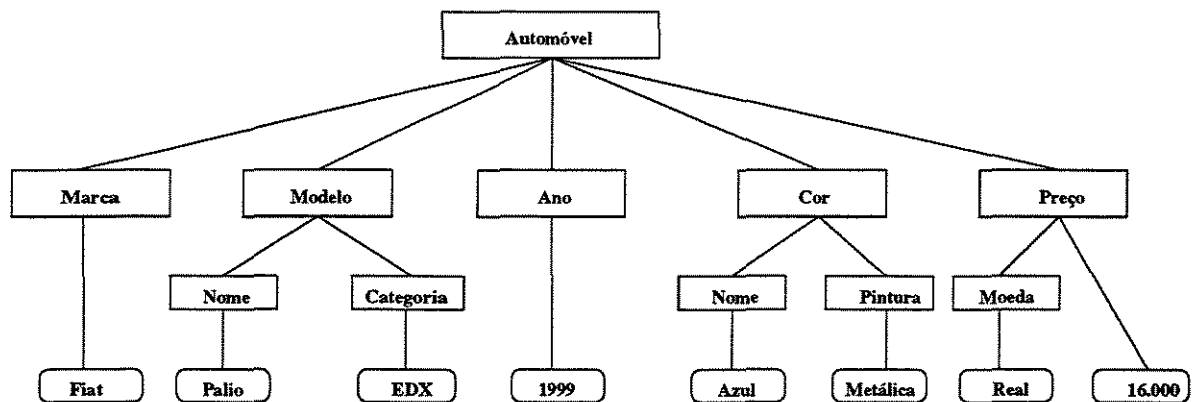 Automóvel
Marca Modelo Ano Cor Preço
Nome Categoria Nome Pintura Moeda
Fiat Palio EDX 1999 Azul Metálica Real 16.000